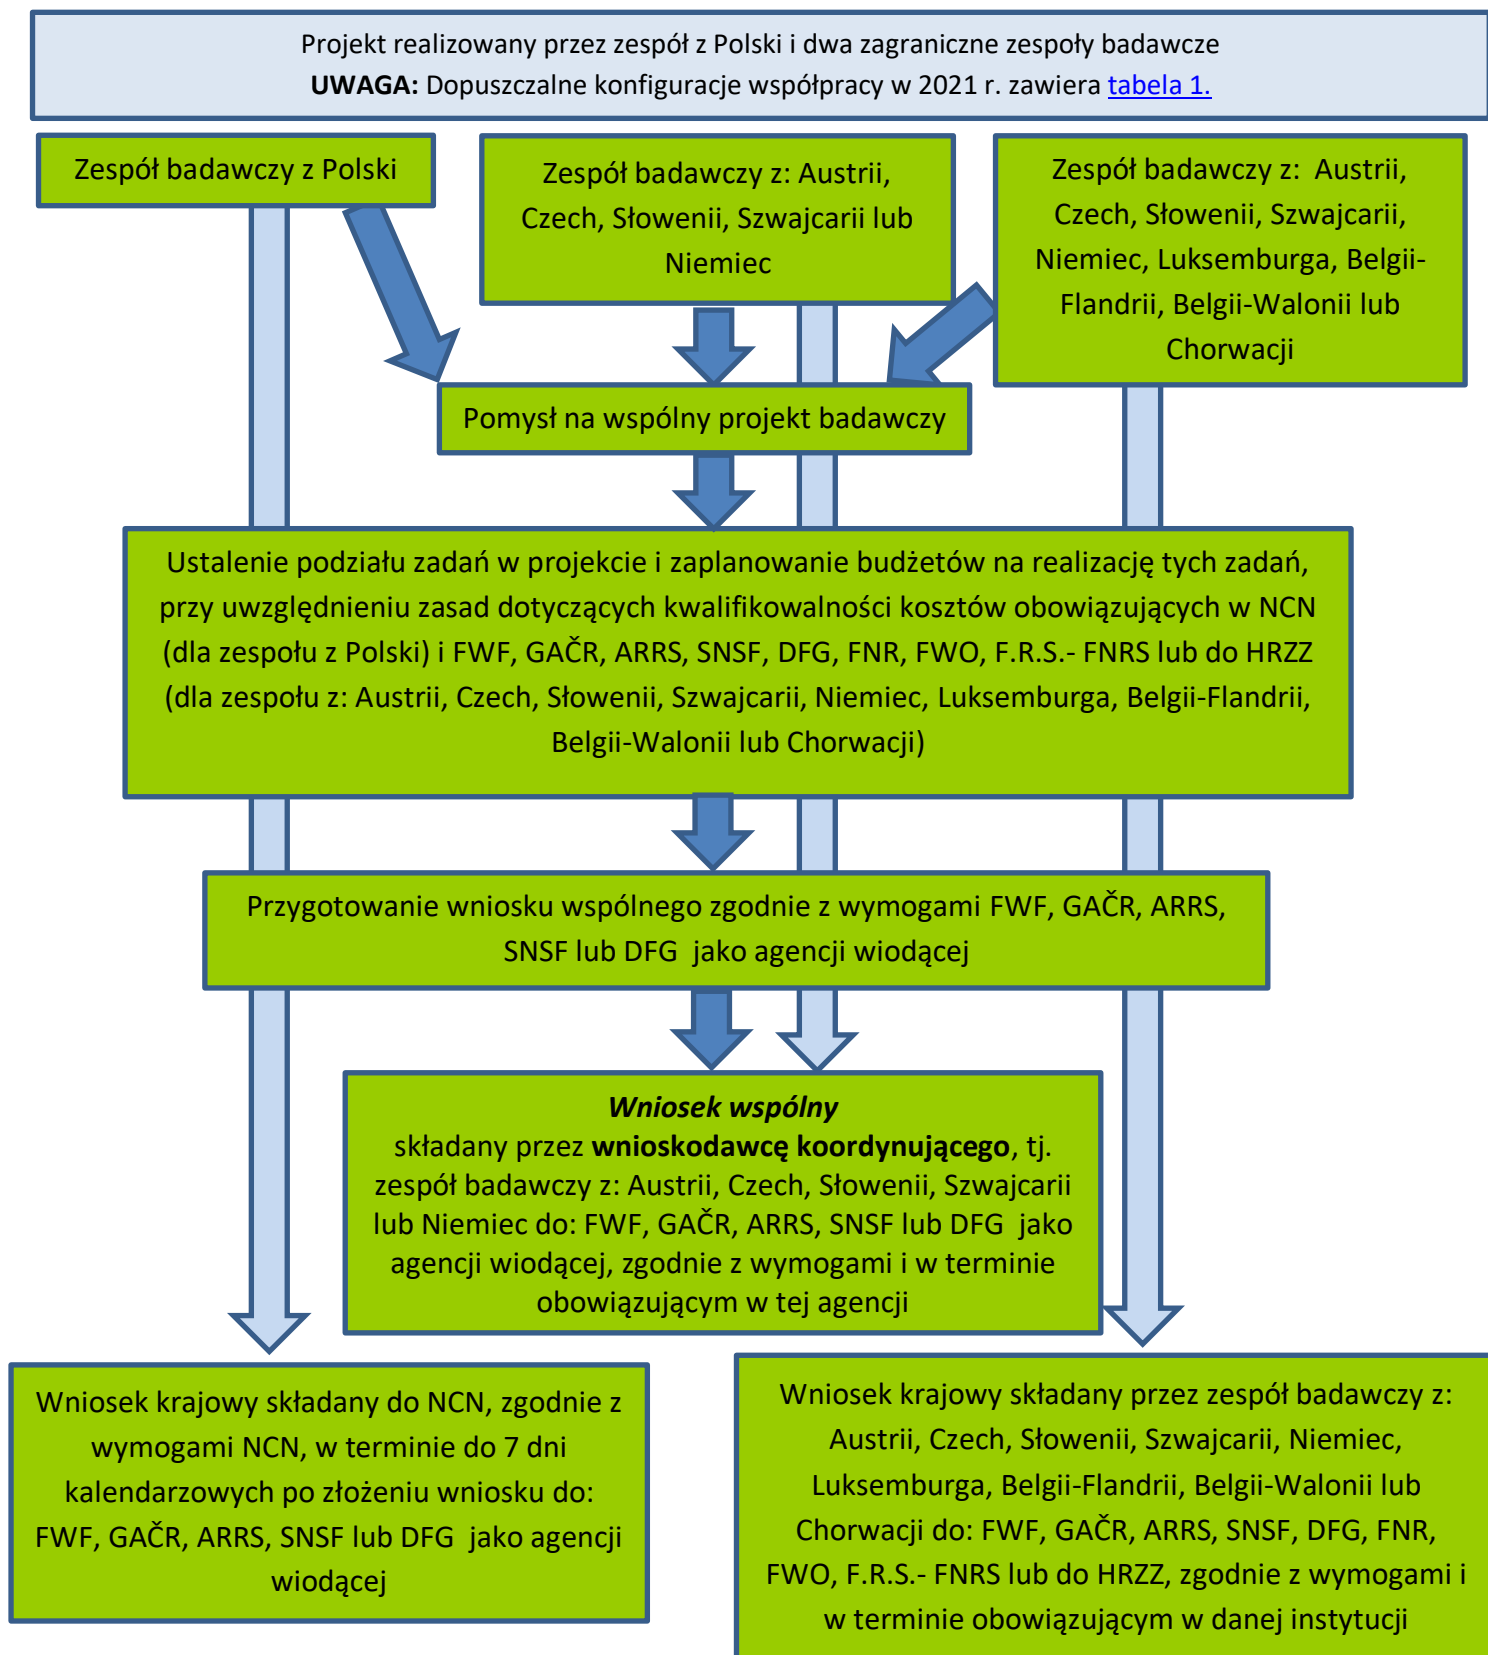 Projekt realizowany przez zespół z Polski i dwa zagraniczne zespoły badawcze
UWAGA: Dopuszczalne konfiguracje współpracy w 2021 r. zawiera tabela 1.
Zespół badawczy z Polski
Zespół badawczy z: Austrii,
Czech, Słowenii, Szwajcarii lub
Niemiec
Zespół badawczy z: Austrii,
Czech, Słowenii, Szwajcarii,
Niemiec, Luksemburga, Belgii-
Flandrii, Belgii-Walonii lub
Chorwacji
Pomysł na wspólny projekt badawczy
Ustalenie podziału zadań w projekcie i zaplanowanie budżetów na realizację tych zadań,
przy uwzględnieniu zasad dotyczących kwalifikowalności kosztów obowiązujących w NCN
(dla zespołu z Polski) i FWF, GAČR, ARRS, SNSF, DFG, FNR, FWO, F.R.S.- FNRS lub do HRZZ
(dla zespołu z: Austrii, Czech, Słowenii, Szwajcarii, Niemiec, Luksemburga, Belgii-Flandrii,
Belgii-Walonii lub Chorwacji)
Przygotowanie wniosku wspólnego zgodnie z wymogami FWF, GAČR, ARRS,
SNSF lub DFG jako agencji wiodącej
Wniosek wspólny
składany przez wnioskodawcę koordynującego, tj.
zespół badawczy z: Austrii, Czech, Słowenii, Szwajcarii
lub Niemiec do: FWF, GAČR, ARRS, SNSF lub DFG jako
agencji wiodącej, zgodnie z wymogami i w terminie
obowiązującym w tej agencji
Wniosek krajowy składany do NCN, zgodnie z
wymogami NCN, w terminie do 7 dni
kalendarzowych po złożeniu wniosku do:
FWF, GAČR, ARRS, SNSF lub DFG jako agencji
wiodącej
Wniosek krajowy składany przez zespół badawczy z:
Austrii, Czech, Słowenii, Szwajcarii, Niemiec,
Luksemburga, Belgii-Flandrii, Belgii-Walonii lub
Chorwacji do: FWF, GAČR, ARRS, SNSF, DFG, FNR,
FWO, F.R.S.- FNRS lub do HRZZ, zgodnie z wymogami i
w terminie obowiązującym w danej instytucji